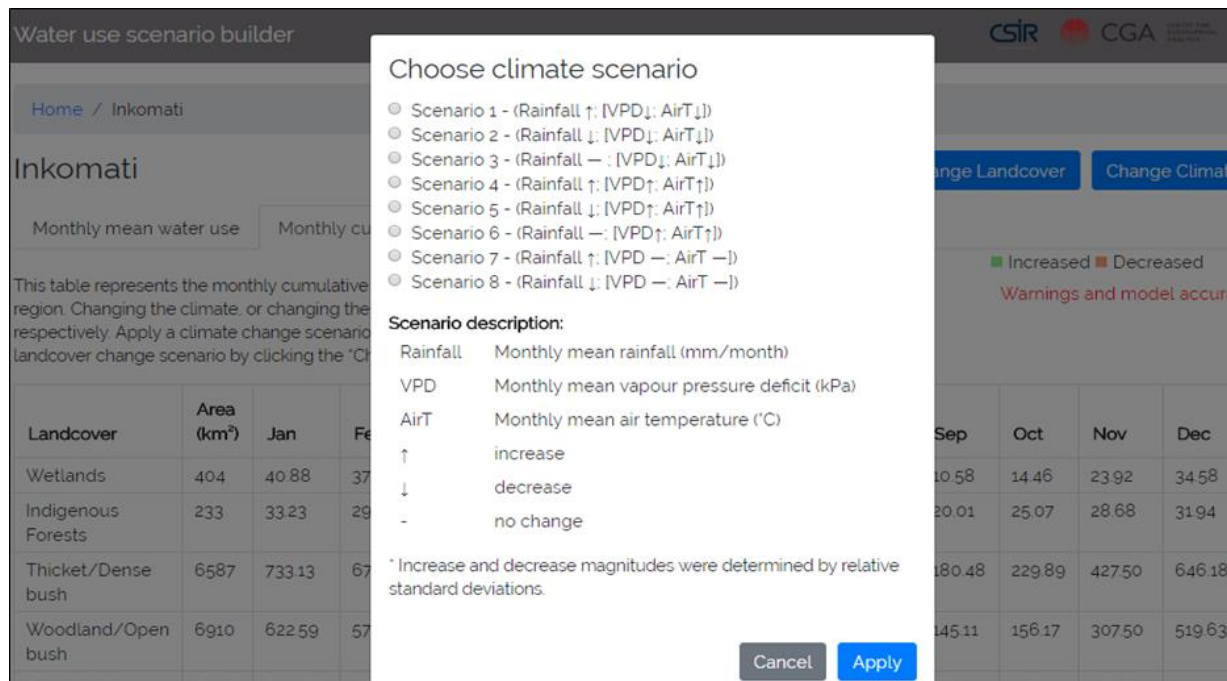 Water use scenario builder
CSIR CGA
Home / Inkomati
Inkomati
ange Landcover
Change Climat
Monthly mean water use
Monthly cu
Increased Decreased
Warnings and model accur
This table represents the monthly cumulative
region. Changing the climate, or changing the
respectively. Apply a climate change scenario
landcover change scenario by clicking the "Ch
Landcover Area (km²) Jan Fe Sep Oct Nov Dec
Wetlands 404 40.88 37 10.58 14.46 23.92 34.58
Indigenous Forests 233 33.23 29 20.01 25.07 28.68 31.94
Thicket/Dense bush 6587 733.13 67 180.48 229.89 427.50 646.18
Woodland/Open bush 6910 622.59 57 145.11 156.17 307.50 519.63
Choose climate scenario
Scenario 1 - (Rainfall ↑; [VPD↓; AirT↓])
Scenario 2 - (Rainfall ↓; [VPD↓; AirT↓])
Scenario 3 - (Rainfall — ; [VPD↓; AirT↓])
Scenario 4 - (Rainfall ↑; [VPD↑; AirT↑])
Scenario 5 - (Rainfall ↓; [VPD↑; AirT↑])
Scenario 6 - (Rainfall —; [VPD↑; AirT↑])
Scenario 7 - (Rainfall ↑; [VPD —; AirT —])
Scenario 8 - (Rainfall ↓; [VPD —; AirT —])
Scenario description:
Rainfall Monthly mean rainfall (mm/month)
VPD Monthly mean vapour pressure deficit (kPa)
AirT Monthly mean air temperature (°C)
↑ increase
↓ decrease
- no change
* Increase and decrease magnitudes were determined by relative
standard deviations.
Cancel
Apply